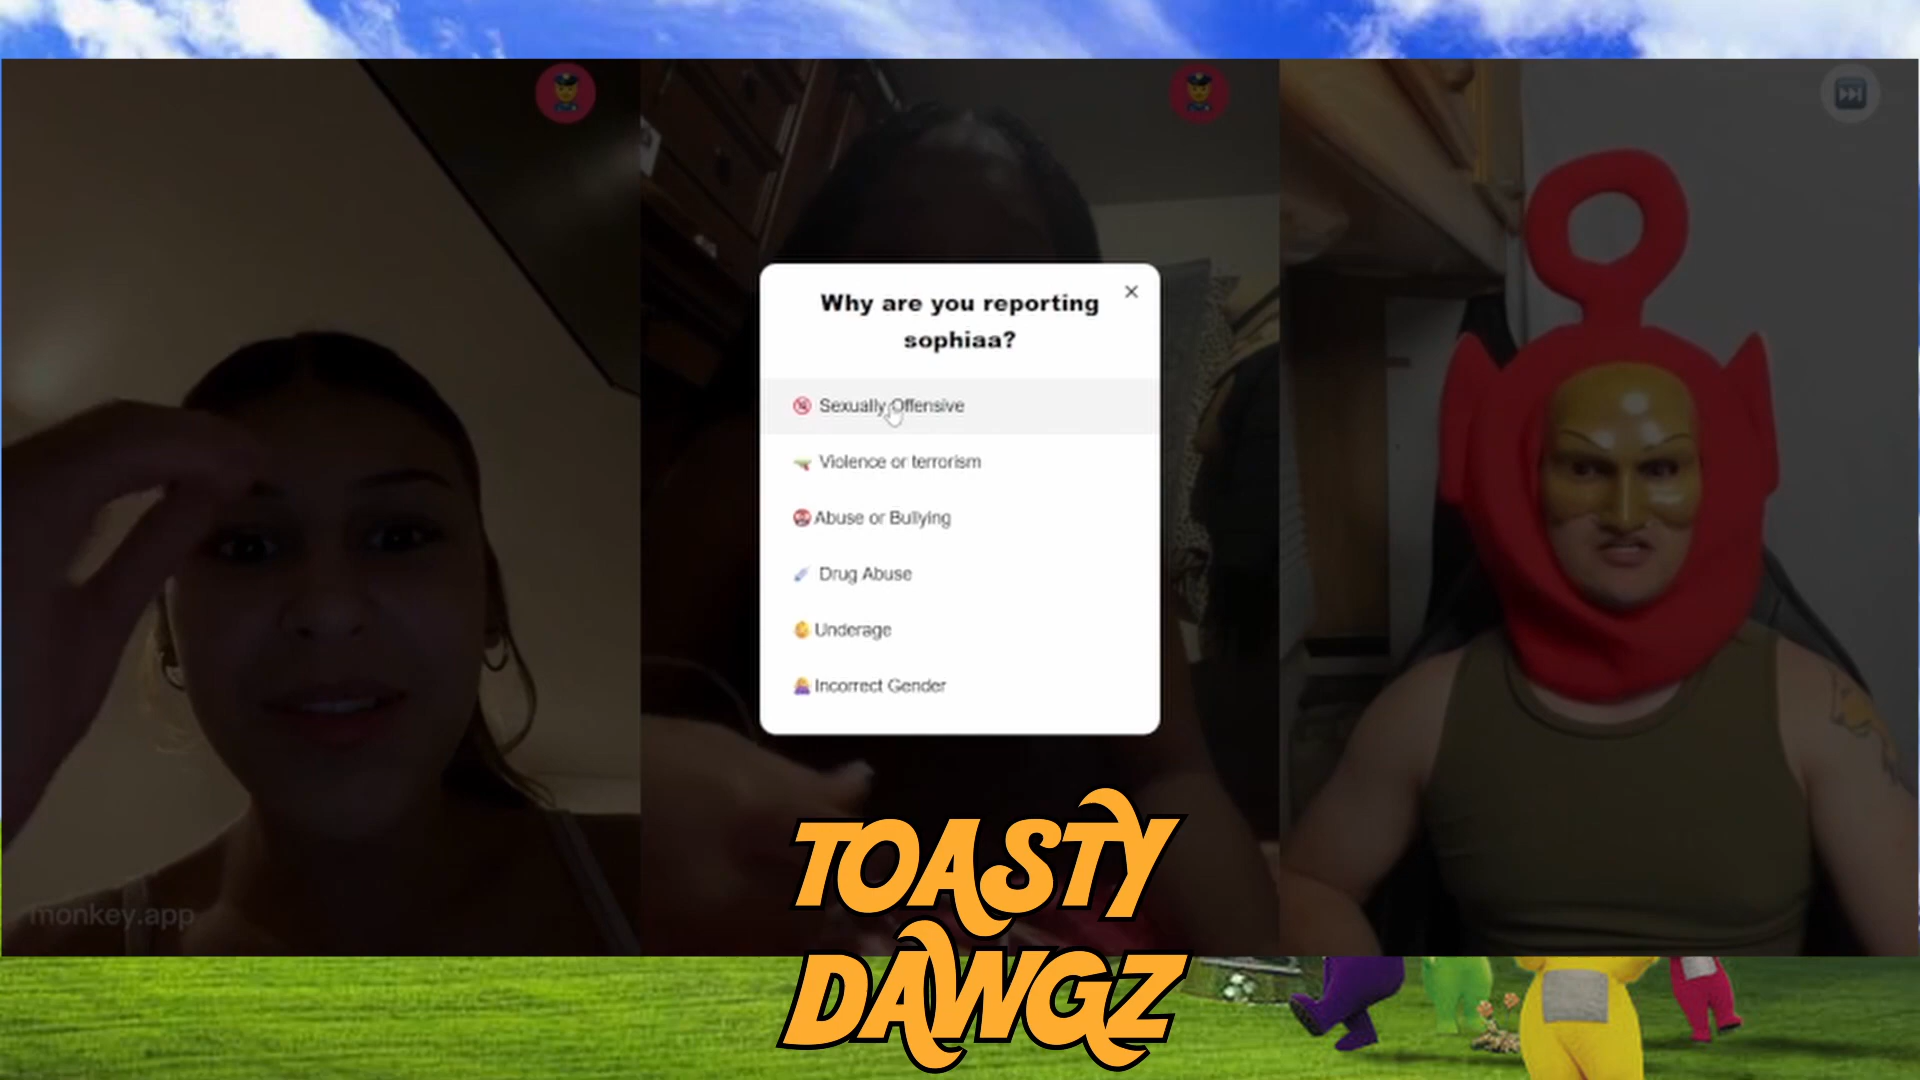 Why are you reporting
sophiaa?
Sexually Offensive
Violence or terrorism
Abuse or Bullying
Drug Abuse
Underage
Incorrect Gender
monkey.app
TOASTY
DAWGZ